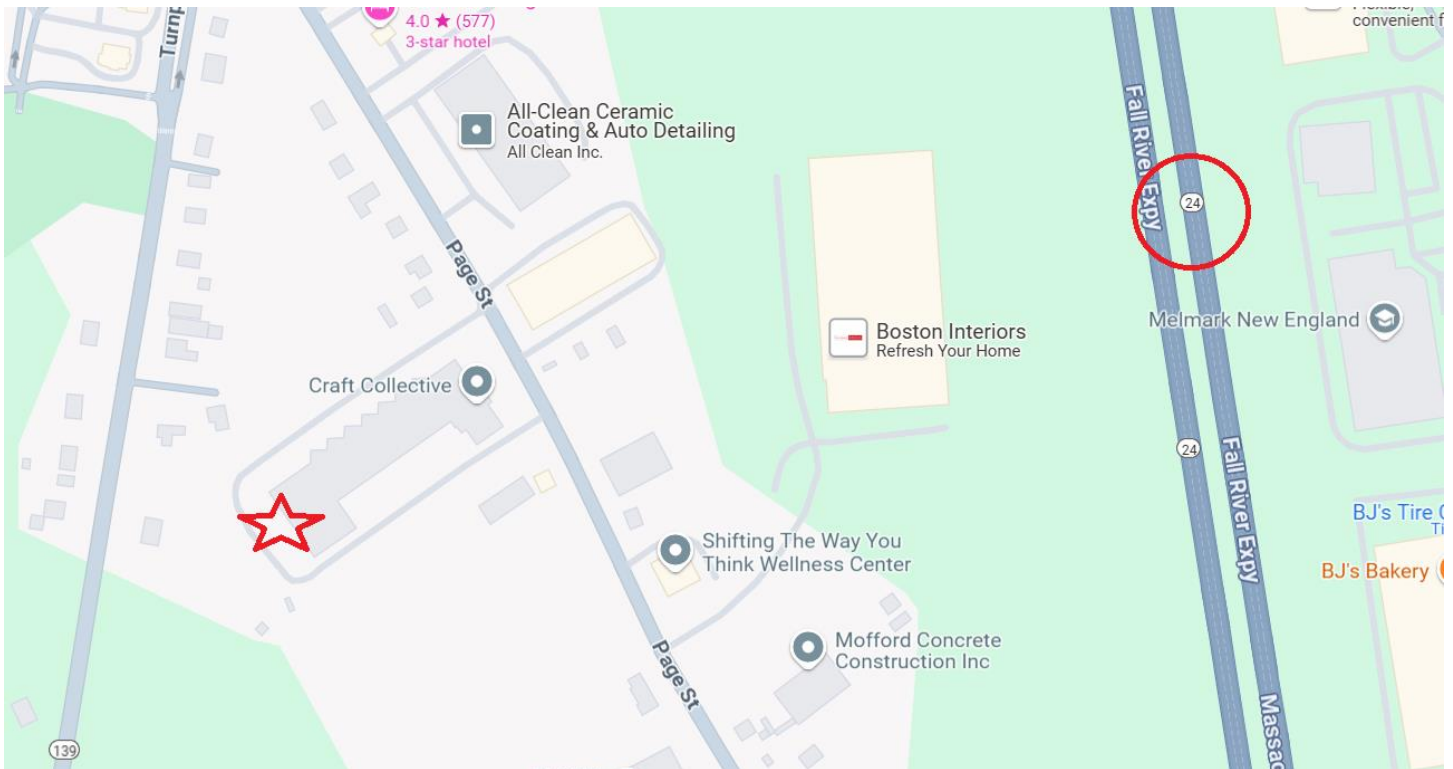 4.0 ★ (577)
3-star hotel
convenient f
All-Clean Ceramic
Coating & Auto Detailing
All Clean Inc.
Fall River Expy
24
Page St
Boston Interiors
Refresh Your Home
Melmark New England
Craft Collective
24
Fall River Expy
BJ's Tire
Shifting The Way You
Think Wellness Center
BJ's Bakery
Mofford Concrete
Construction Inc
Page St
139